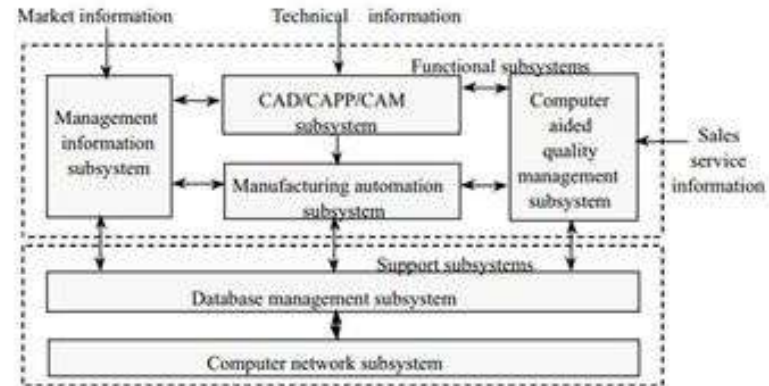 Market information
Technical information
Functional subsystems
Management
information
subsystem
CAD/CAPP/CAM
subsystem
Computer
aided
quality
management
subsystem
Sales
service
information
Manufacturing automation
subsystem
Support subsystems
Database management subsystem
Computer network subsystem